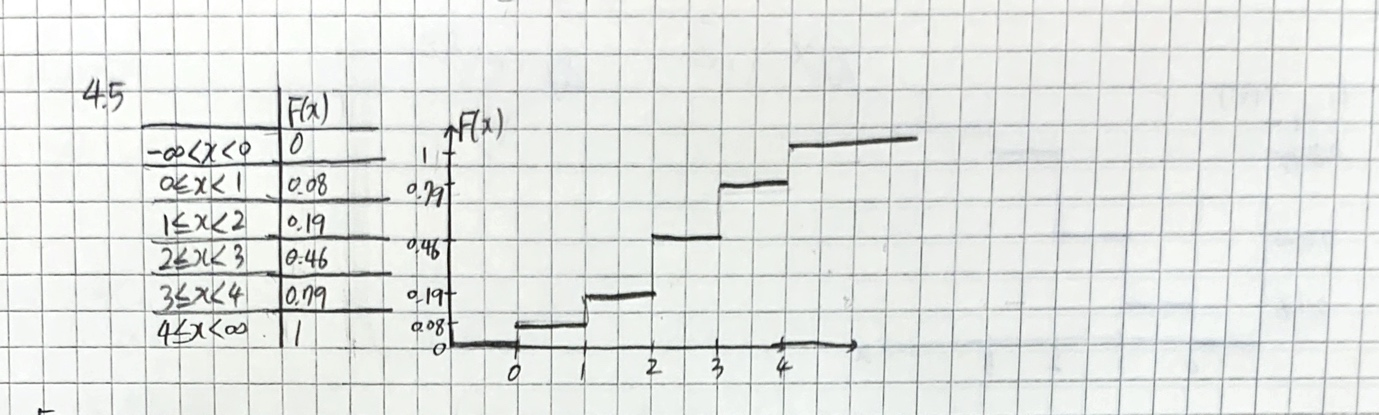 4.5
F(x)
-∞<x<0 0
0≤x<1 0.08
1≤x<2 0.19
2≤x<3 0.46
3≤x<4 0.79
4≤x<∞ 1
F(x)
1
0.79
0.46
0.19
0.08
0
0 1 2 3 4